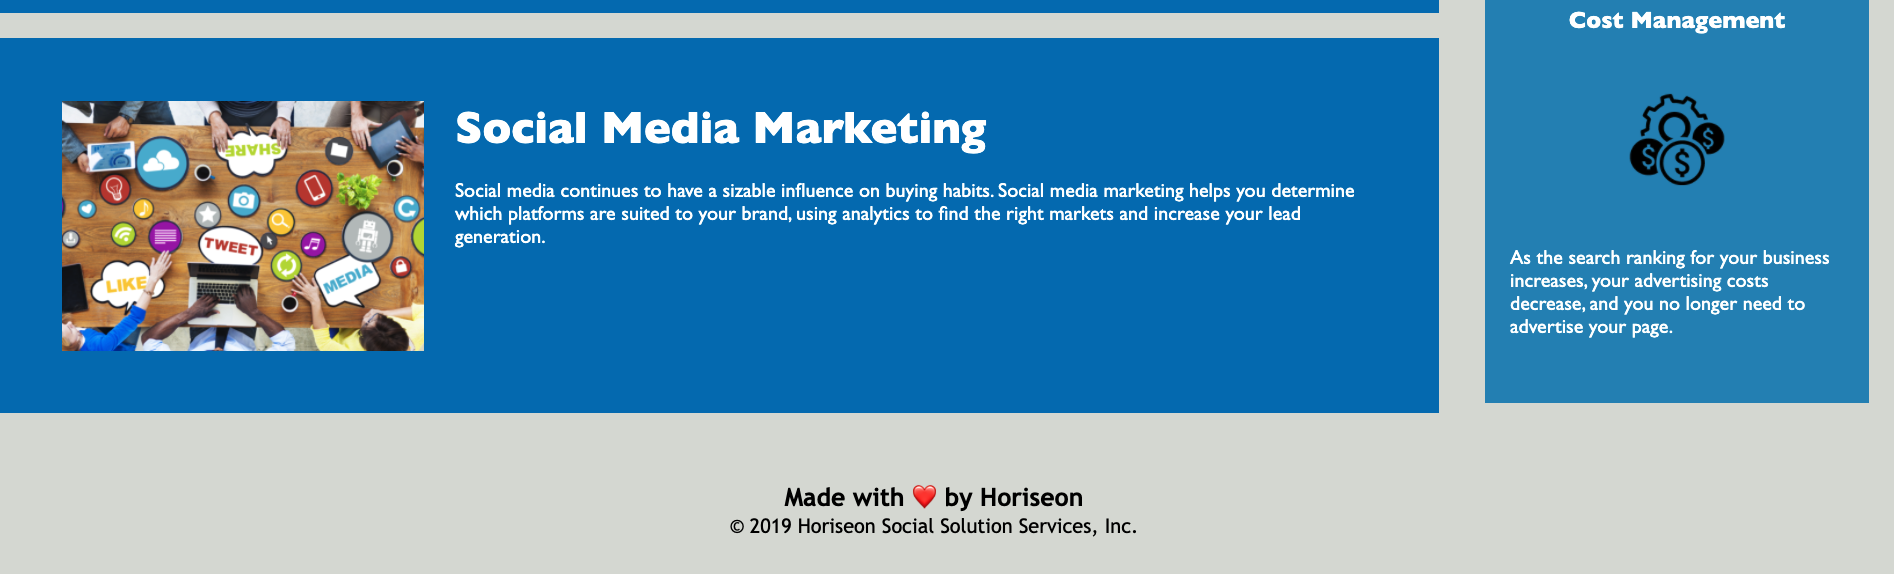 Cost Management
SHARE
TWEET
LIKE
MEDIA
Social Media Marketing
Social media continues to have a sizable influence on buying habits. Social media marketing helps you determine
which platforms are suited to your brand, using analytics to find the right markets and increase your lead
generation.
$
$
$
As the search ranking for your business
increases, your advertising costs
decrease, and you no longer need to
advertise your page.
Made with ❤️ by Horiseon
© 2019 Horiseon Social Solution Services, Inc.